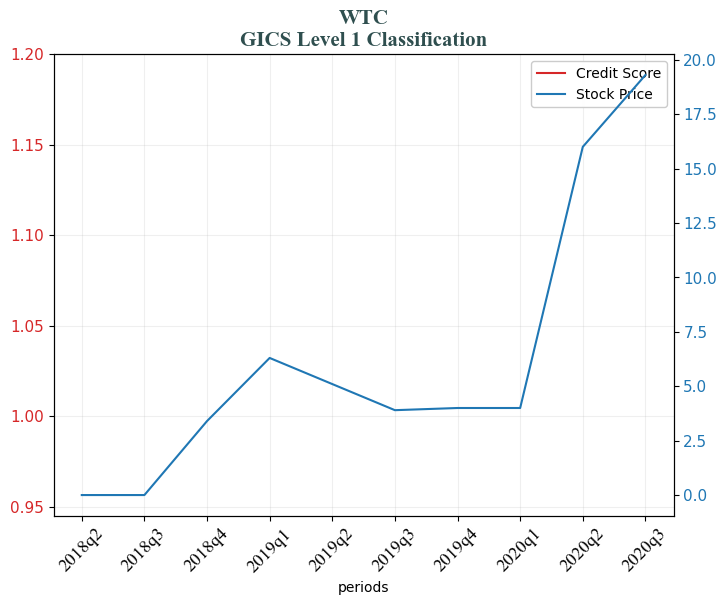 WTC
GICS Level 1 Classification
1.20
1.15
1.10
1.05
1.00
0.95
Credit Score
Stock Price
20.0
17.5
15.0
12.5
10.0
7.5
5.0
2.5
0.0
2018q2
2018q3
2018q4
2019q1
2019q2
2019q3
2019q4
2020q1
2020q2
2020q3
periods